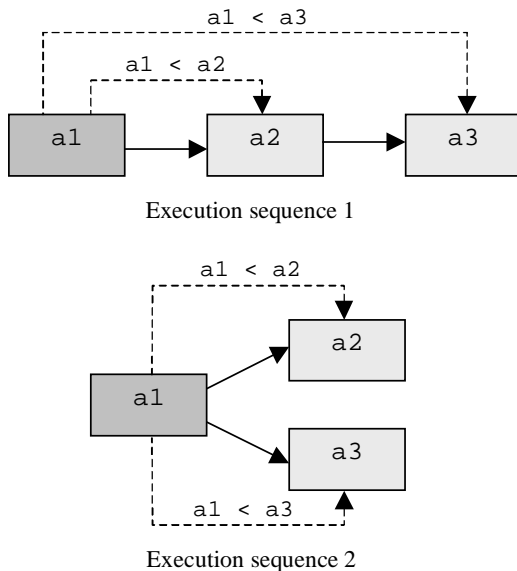 a1 < a3
a1 < a2
a1
a2
a3
Execution sequence 1
a1 < a2
a2
a1
a3
a1 < a3
Execution sequence 2